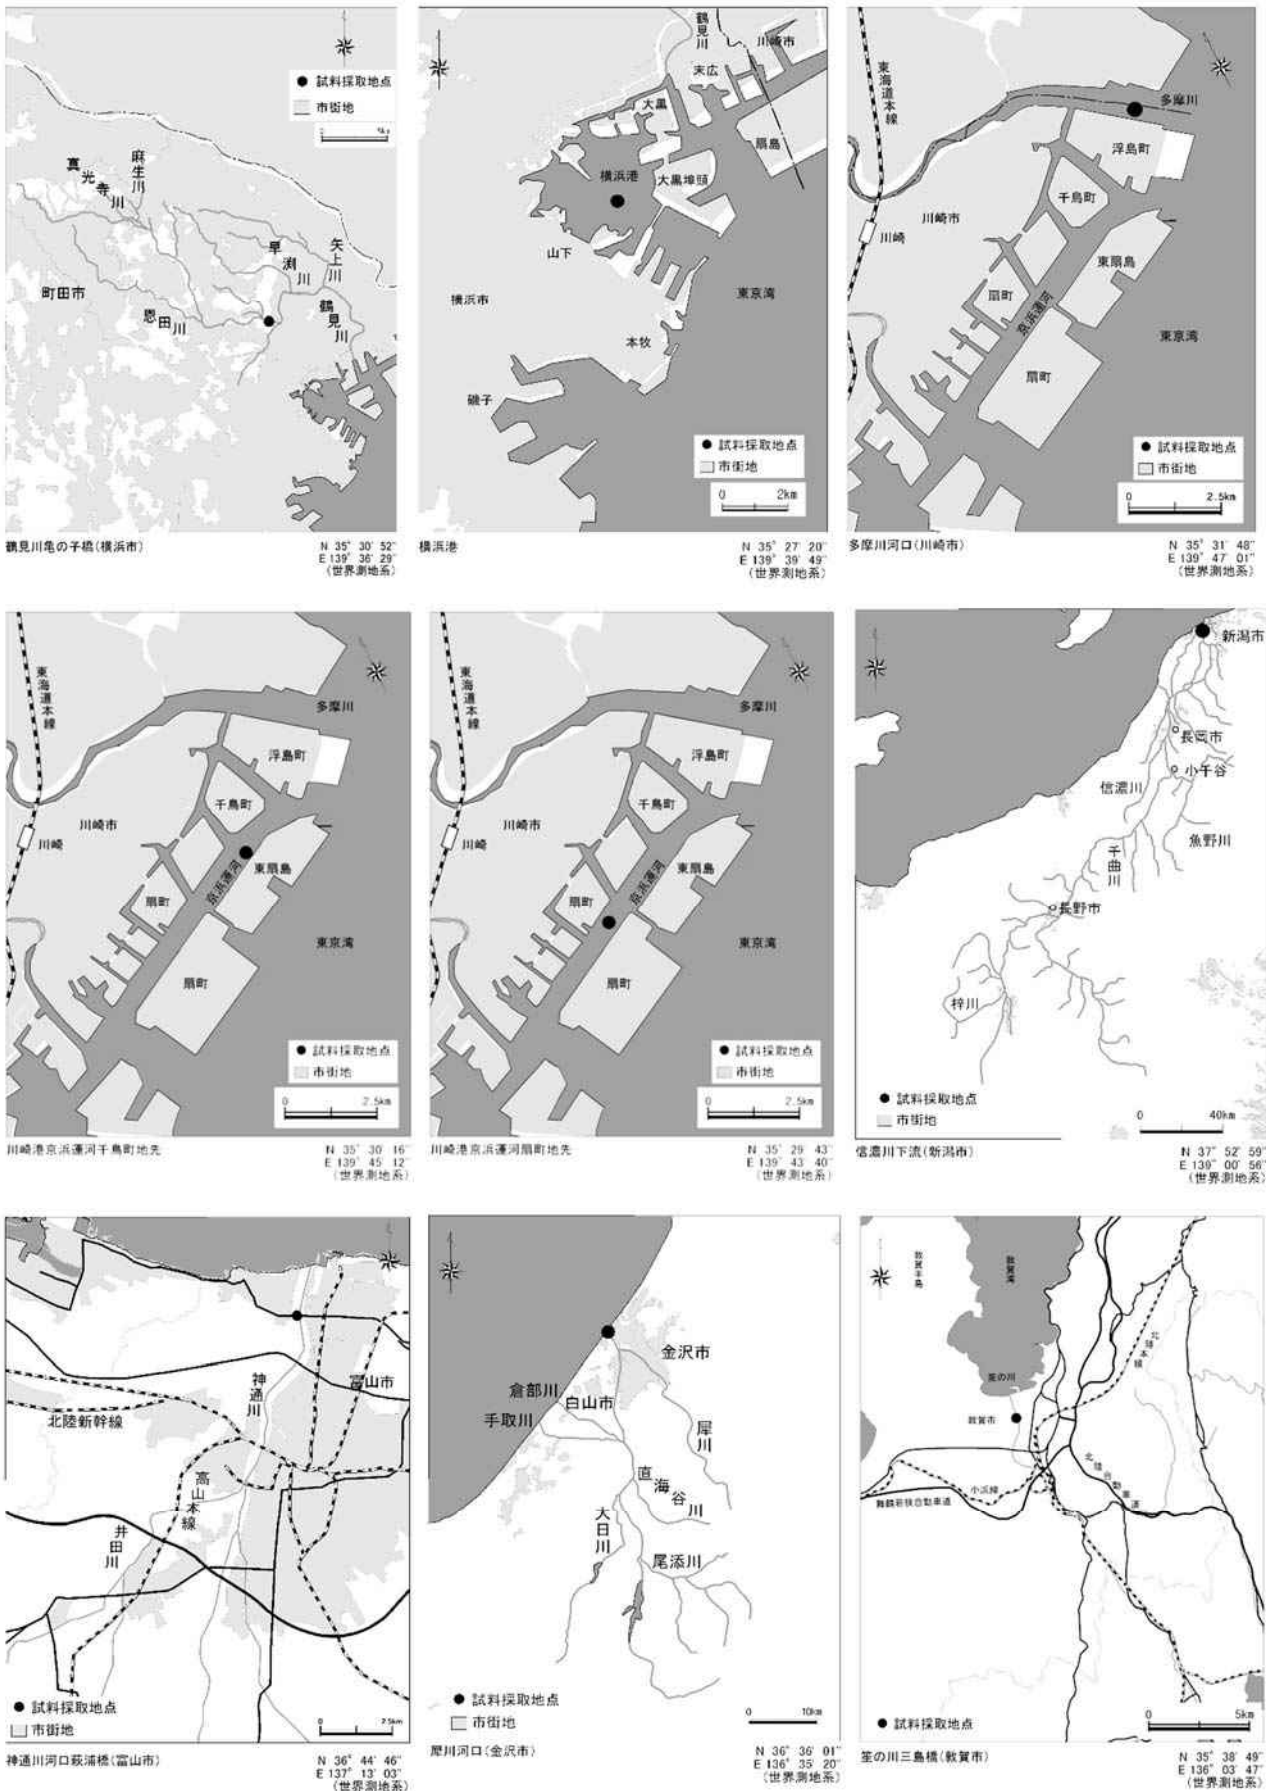 試料採取地点
市街地
真光寺川
麻生川
早渕川
矢上川
鶴見川
町田市
恩田川
鶴見川亀の子橋(横浜市)
N 35° 30′ 52″
E 139° 36′ 29″
(世界測地系)
鶴見川
川崎市
末広
大黒
扇島
横浜港
大黒埠頭
山下
横浜市
東京湾
本牧
磯子
試料採取地点
市街地
0 2km
横浜港
N 35° 27′ 20″
E 139° 39′ 49″
(世界測地系)
東海道本線
多摩川
浮島町
千鳥町
川崎市
川崎
東扇島
扇町
京浜運河
東京湾
扇町
試料採取地点
市街地
0 2.5km
多摩川河口(川崎市)
N 35° 31′ 48″
E 139° 47′ 01″
(世界測地系)
東海道本線
多摩川
浮島町
千鳥町
川崎市
川崎
東扇島
京浜運河
扇町
東京湾
扇町
試料採取地点
市街地
0 2.5km
川崎港京浜運河千鳥町地先
N 35° 30′ 16″
E 139° 45′ 12″
(世界測地系)
東海道本線
多摩川
浮島町
千鳥町
川崎市
川崎
東扇島
京浜運河
扇町
東京湾
扇町
試料採取地点
市街地
0 2.5km
川崎港京浜運河扇町地先
N 35° 29′ 43″
E 139° 43′ 40″
(世界測地系)
新潟市
長岡市
小千谷
信濃川
魚野川
千曲川
長野市
梓川
試料採取地点
市街地
0 40km
信濃川下流(新潟市)
N 37° 52′ 59″
E 139° 00′ 56″
(世界測地系)
神通川
富山市
北陸新幹線
高山本線
井田川
試料採取地点
市街地
0 2.5km
神通川河口萩浦橋(富山市)
N 36° 44′ 46″
E 137° 13′ 03″
(世界測地系)
金沢市
倉部川
白山市
手取川
犀川
直海谷川
大日川
尾添川
試料採取地点
市街地
0 10km
犀川河口(金沢市)
N 36° 36′ 01″
E 136° 35′ 20″
(世界測地系)
敦賀半島
敦賀湾
北陸本線
笙の川
敦賀市
北陸自動車道
小浜線
舞鶴若狭自動車道
試料採取地点
0 5km
笙の川三島橋(敦賀市)
N 35° 38′ 49″
E 136° 03′ 47″
(世界測地系)